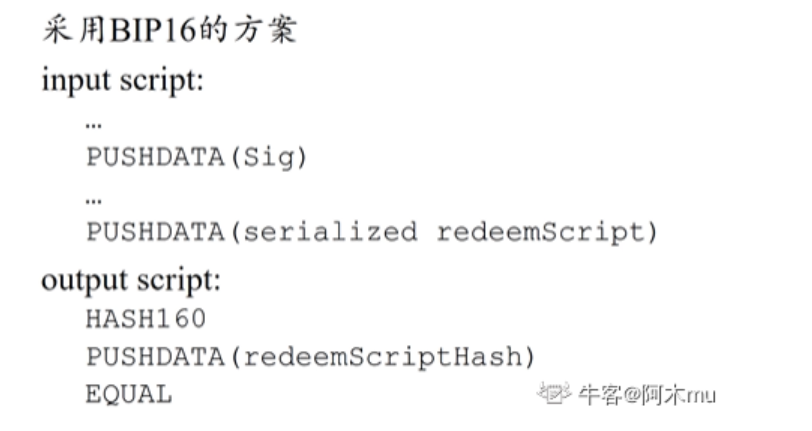 采用BIP16的方案
input script:
…
PUSHDATA(Sig)
…
PUSHDATA(serialized redeemScript)
output script:
HASH160
PUSHDATA(redeemScriptHash)
EQUAL
牛客@阿木mu